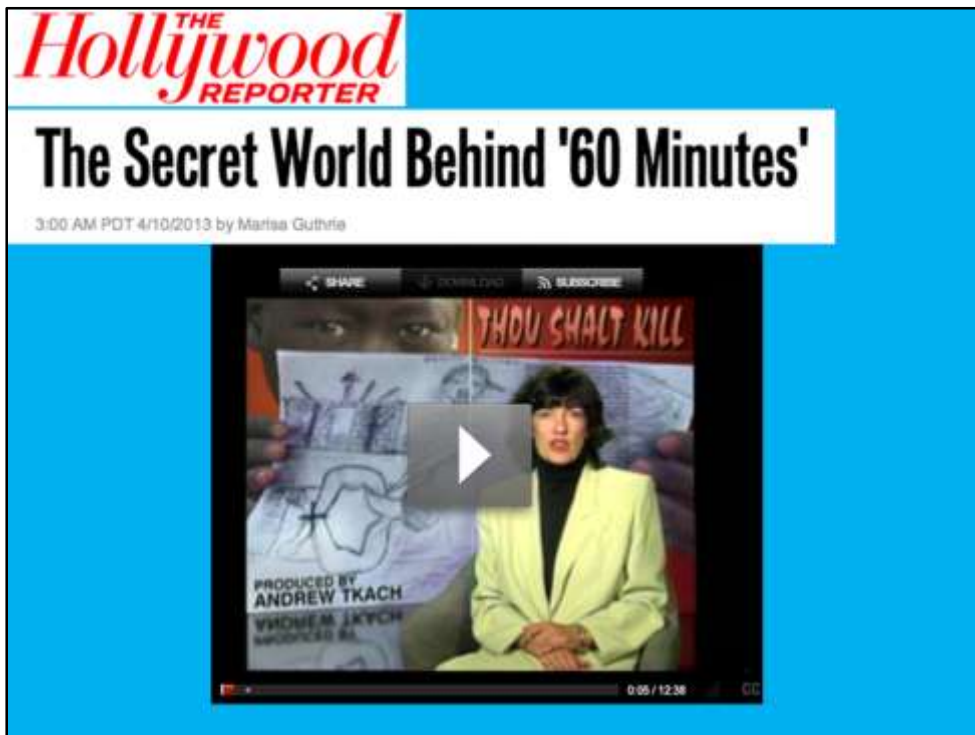 THE
Hollywood
REPORTER
The Secret World Behind '60 Minutes'
3:00 AM PDT 4/10/2013 by Marisa Guthrie
SHARE DOWNLOAD SUBSCRIBE
THOU SHALT KILL
PRODUCED BY
ANDREW TKACH
0:05 / 12:38 CC